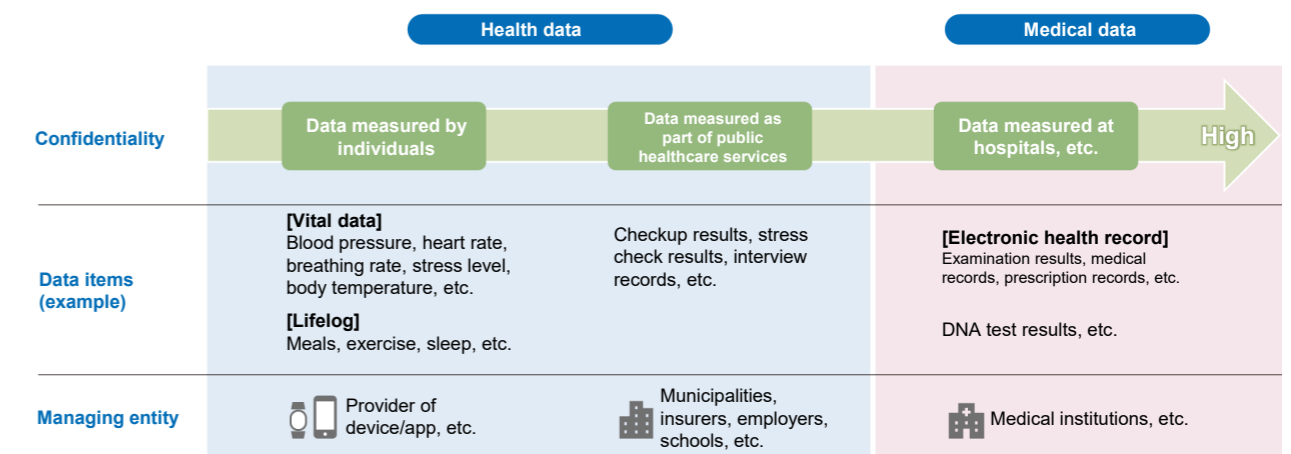 Health data
Medical data
Confidentiality
Data measured by
individuals
Data measured as
part of public
healthcare services
Data measured at
hospitals, etc.
High
Data items
(example)
[Vital data]
Blood pressure, heart rate,
breathing rate, stress level,
body temperature, etc.
[Lifelog]
Meals, exercise, sleep, etc.
Checkup results, stress
check results, interview
records, etc.
[Electronic health record]
Examination results, medical
records, prescription records, etc.
DNA test results, etc.
Managing entity
Provider of
device/app, etc.
Municipalities,
insurers, employers,
schools, etc.
Medical institutions, etc.